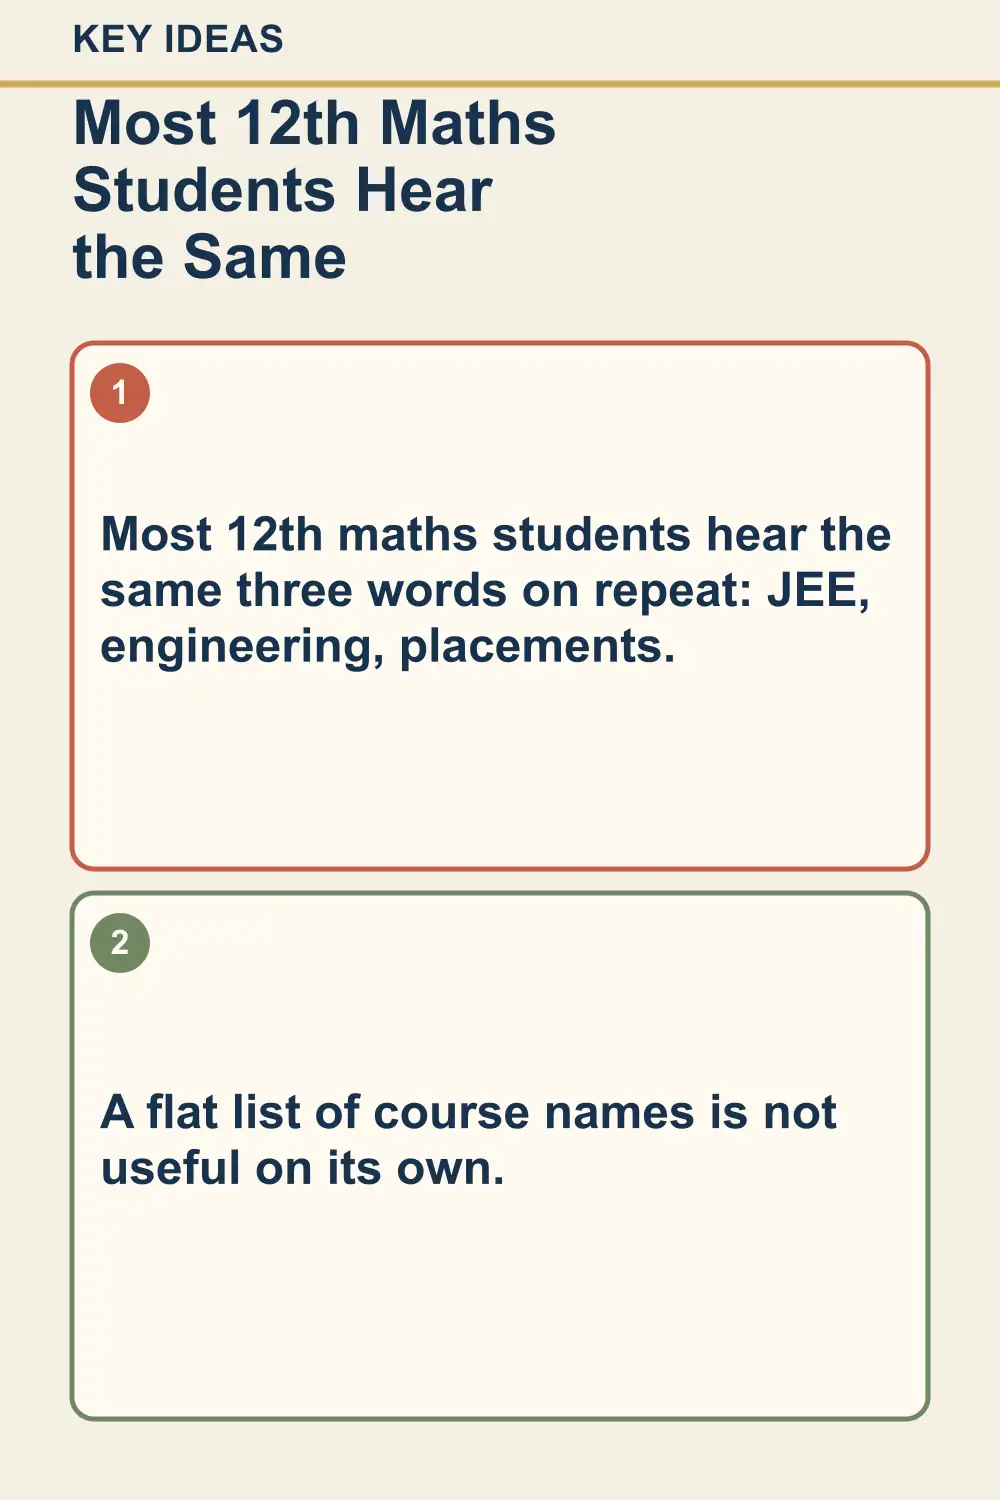 KEY IDEAS
Most 12th Maths
Students Hear
the Same
1
Most 12th maths students hear the
same three words on repeat: JEE,
engineering, placements.
2
A flat list of course names is not
useful on its own.